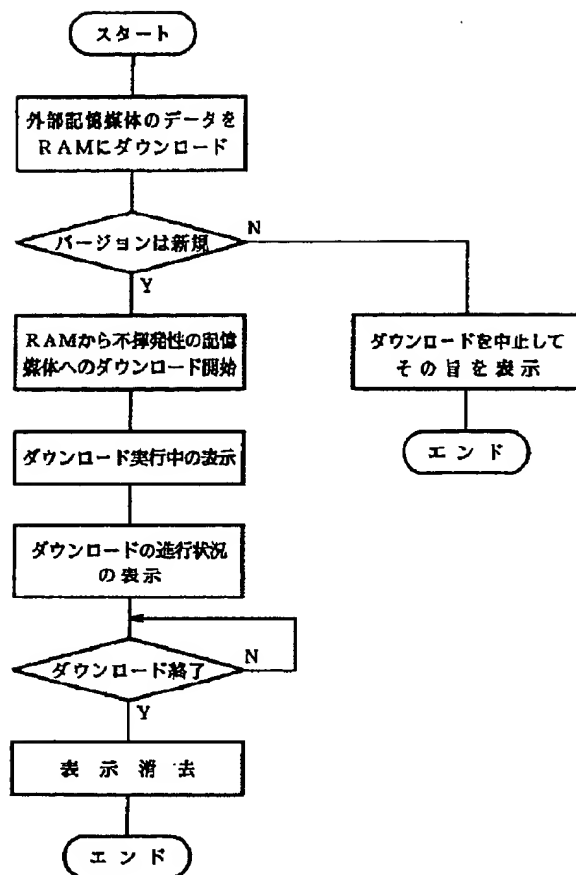 スタート
外部記憶媒体のデータを
RAMにダウンロード
バージョンは新規
N
Y
RAMから不揮発性の記憶
媒体へのダウンロード開始
ダウンロードを中止して
その旨を表示
エンド
ダウンロード実行中の表示
ダウンロードの進行状況
の表示
ダウンロード終了
N
Y
表示消去
エンド